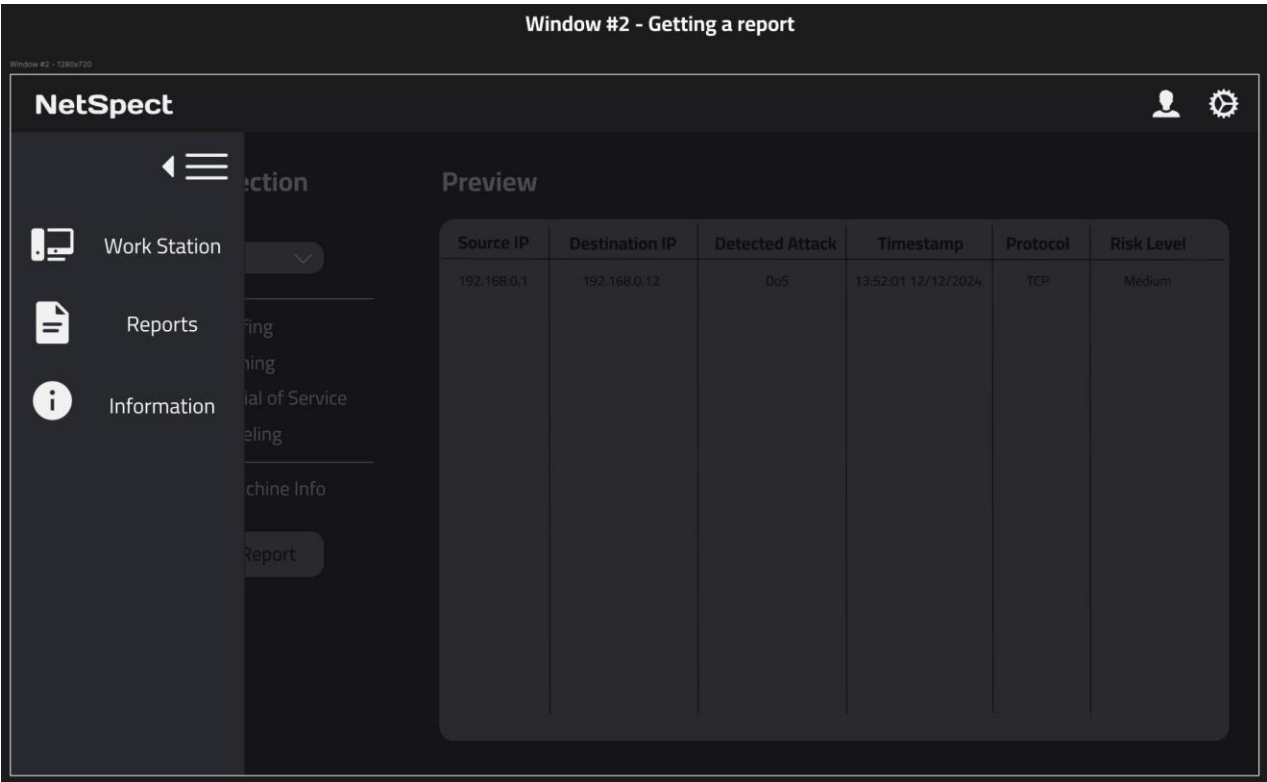 Window #2 - Getting a report
Window #2 - 1280x720
NetSpect
ection
Preview
Work Station
Reports
Information
fing
ning
ial of Service
eling
chine Info
Report
Source IP Destination IP Detected Attack Timestamp Protocol Risk Level
192.168.0.1 192.168.0.12 DoS 13:52:01 12/12/2024 TCP Medium